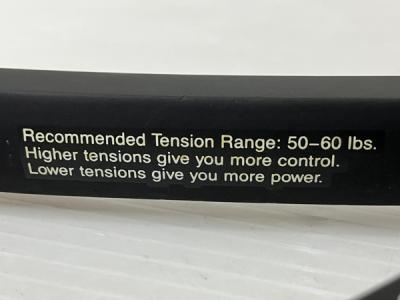 Recommended Tension Range: 50–60 lbs.
Higher tensions give you more control.
Lower tensions give you more power.